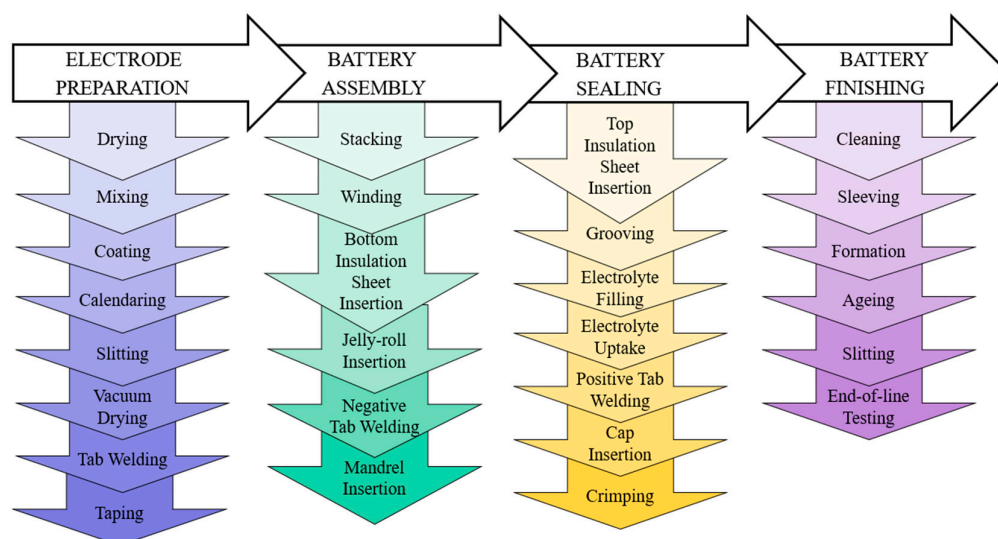 ELECTRODE
PREPARATION
BATTERY
ASSEMBLY
BATTERY
SEALING
BATTERY
FINISHING
Drying
Mixing
Coating
Calendaring
Slitting
Vacuum
Drying
Tab Welding
Taping
Stacking
Winding
Bottom
Insulation
Sheet
Insertion
Jelly-roll
Insertion
Negative
Tab Welding
Mandrel
Insertion
Top
Insulation
Sheet
Insertion
Grooving
Electrolyte
Filling
Electrolyte
Uptake
Positive Tab
Welding
Cap
Insertion
Crimping
Cleaning
Sleeving
Formation
Ageing
Slitting
End-of-line
Testing